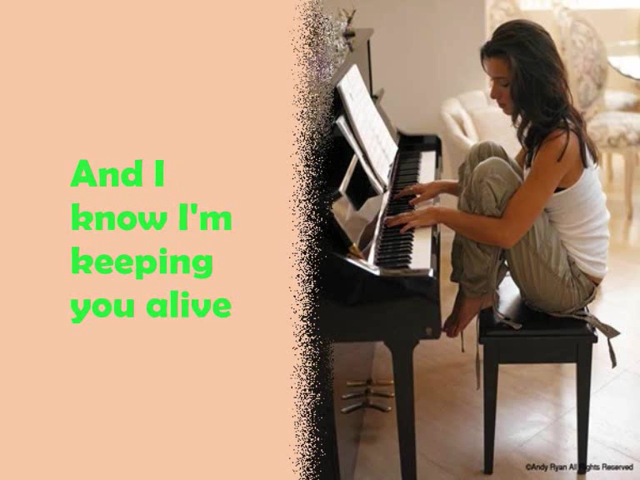 And I
know I'm
keeping
you alive
©Andy Ryan All Rights Reserved